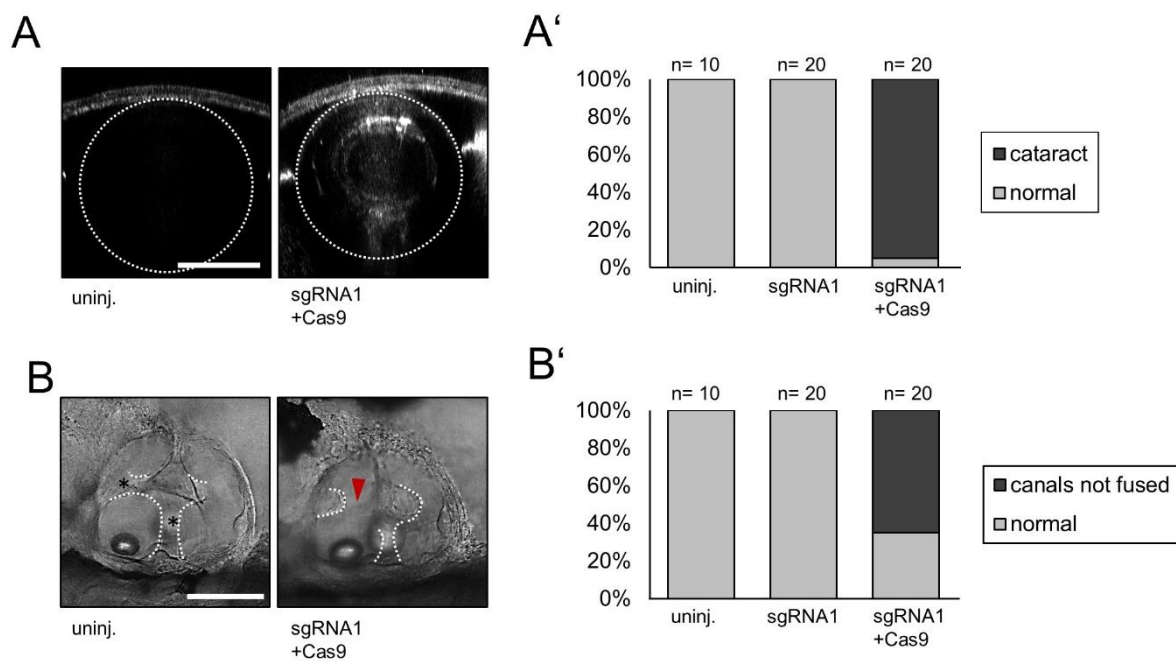 A
uninj.
sgRNA1
+Cas9
A‘
n= 10 n= 20 n= 20
100%
80%
60%
40%
20%
0%
uninj. sgRNA1 sgRNA1
+Cas9
cataract
normal
B
*
*
uninj.
sgRNA1
+Cas9
B‘
n= 10 n= 20 n= 20
100%
80%
60%
40%
20%
0%
uninj. sgRNA1 sgRNA1
+Cas9
canals not fused
normal